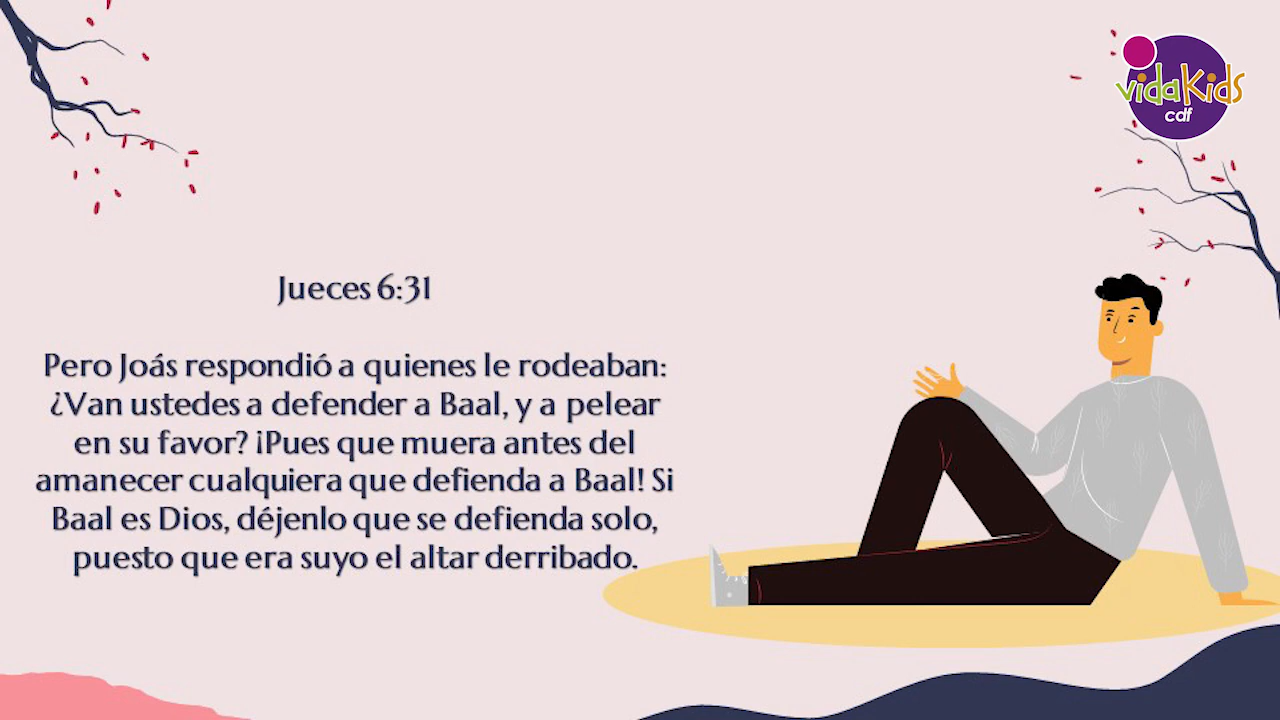 vidaKids
cdf
Jueces 6:31
Pero Joás respondió a quienes le rodeaban:
¿Van ustedes a defender a Baal, y a pelear
en su favor? ¡Pues que muera antes del
amanecer cualquiera que defienda a Baal! Si
Baal es Dios, déjenlo que se defienda solo,
puesto que era suyo el altar derribado.